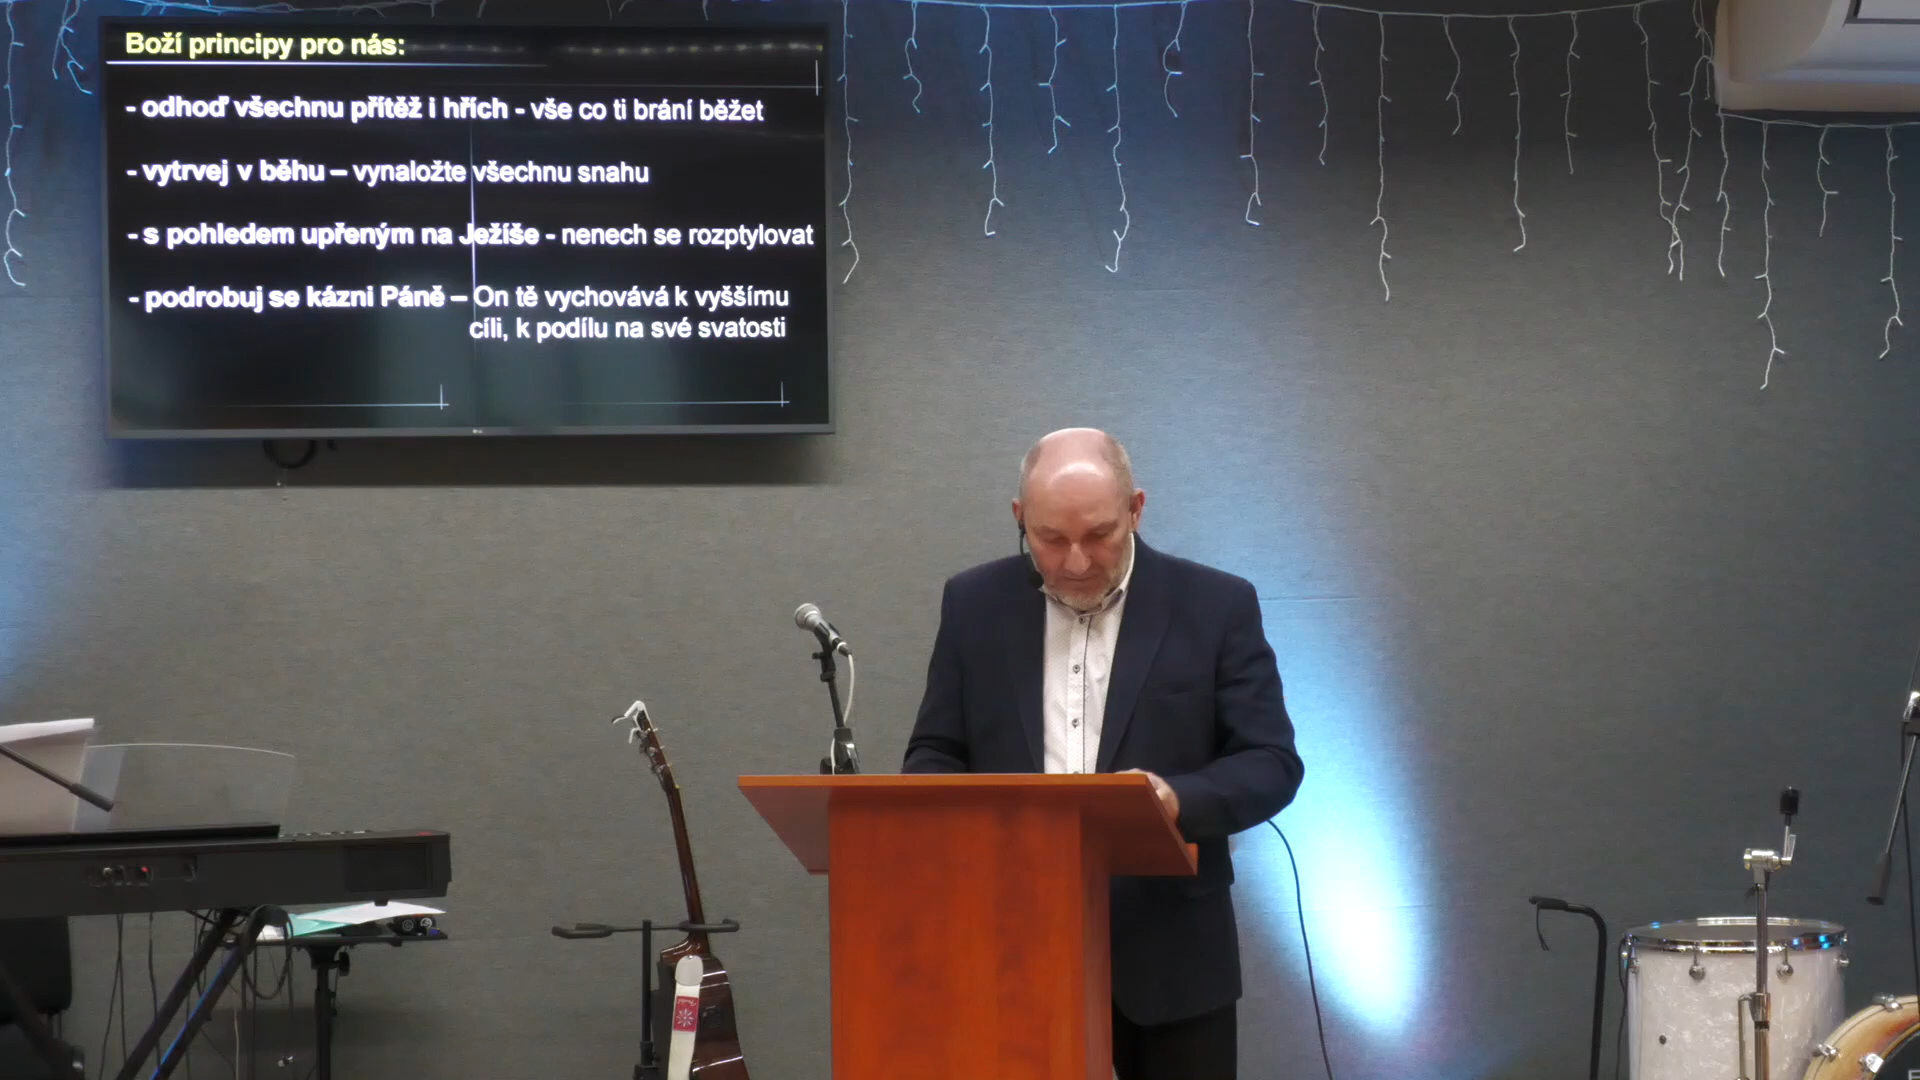 Boží principy pro nás:
- odhoď všechnu přítěž i hřích - vše co ti brání běžet
- vytrvej v běhu – vynaložte všechnu snahu
- s pohledem upřeným na Ježíše - nenech se rozptylovat
- podrobuj se kázni Páně – On tě vychovává k vyššímu
cíli, k podílu na své svatosti